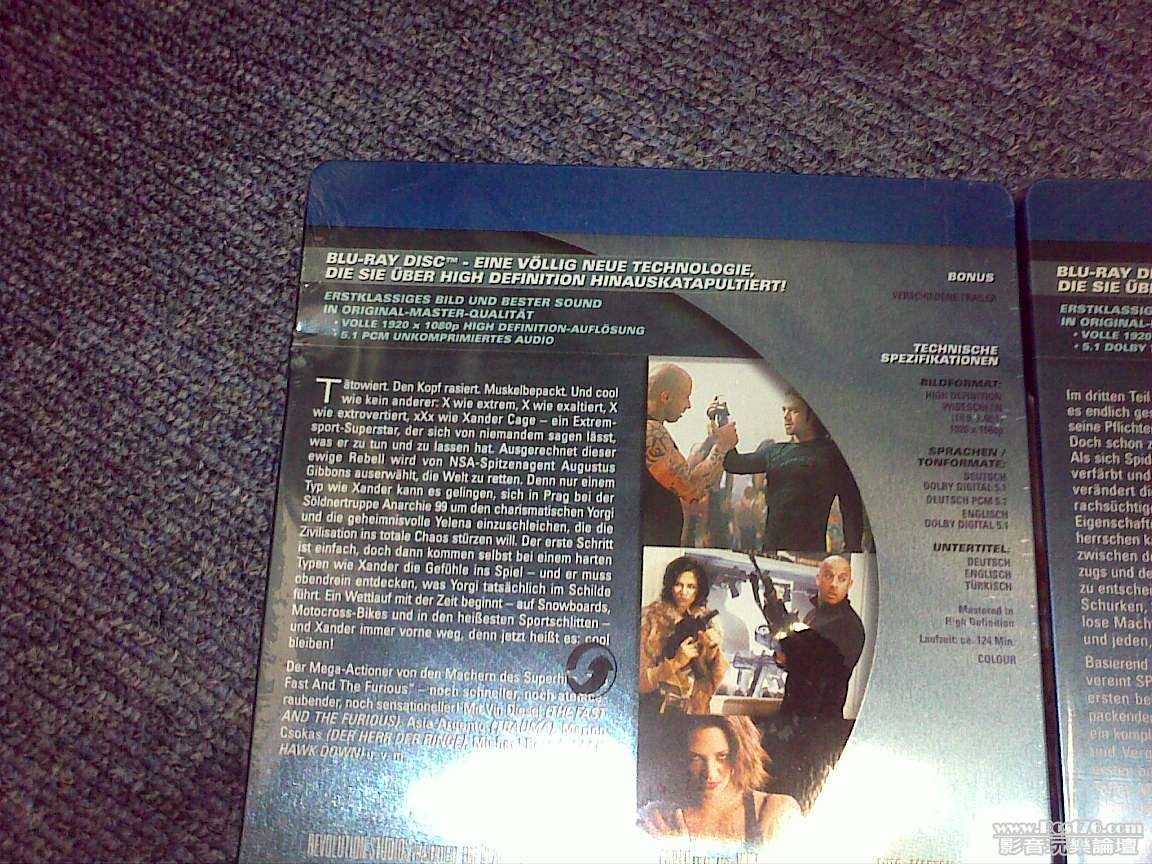 BLU-RAY DISC™ - EINE VÖLLIG NEUE TECHNOLOGIE,
DIE SIE ÜBER HIGH DEFINITION HINAUSKATAPULTIERT!
ERSTKLASSIGES BILD UND BESTER SOUND
IN ORIGINAL-MASTER-QUALITÄT
• VOLLE 1920 x 1080p HIGH DEFINITION-AUFLÖSUNG
• 5.1 PCM UNKOMPRIMIERTES AUDIO
Tätowiert. Den Kopf rasiert. Muskelbepackt. Und cool
wie kein anderer: X wie extrem, X wie exaltiert, X
wie extrovertiert, xXx wie Xander Cage – ein Extrem-
sport-Superstar, der sich von niemandem sagen lässt,
was er zu tun und zu lassen hat. Ausgerechnet dieser
ewige Rebell wird von NSA-Spitzenagent Augustus
Gibbons auserwählt, die Welt zu retten. Denn nur einem
Typ wie Xander kann es gelingen, sich in Prag bei der
Söldnertruppe Anarchie 99 um den charismatischen Yorgi
und die geheimnisvolle Yelena einzuschleichen, die die
Zivilisation ins totale Chaos stürzen will. Der erste Schritt
ist einfach, doch dann kommen selbst bei einem harten
Typen wie Xander die Gefühle ins Spiel – und er muss
obendrein entdecken, was Yorgi tatsächlich im Schilde
führt. Ein Wettlauf mit der Zeit beginnt – auf Snowboards,
Motocross-Bikes und in den heißesten Sportschlitten –
und Xander immer vorne weg, denn jetzt heißt es: cool
bleiben!
Der Mega-Actioner von den Machern des
Fast And The Furious" – noch schneller, noch
raubender, noch sensationeller! Mit Vin Diesel (THE FAST
AND THE FURIOUS), Asia Argento (TRAUMA),
Csokas (DER HERR DER RINGE),
HAWK DOWN) u. v. m.
REVOLUTION STUDIOS
BONUS
VERSCHIEDENE TRAILER
TECHNISCHE
SPEZIFIKATIONEN
BILDFORMAT:
HIGH DEFINITION
WIDESCREEN
1920 x 1080p
SPRACHEN /
TONFORMATE:
DEUTSCH
DOLBY DIGITAL 5.1
DEUTSCH PCM 5.1
ENGLISCH
DOLBY DIGITAL 5.1
UNTERTITEL:
DEUTSCH
ENGLISCH
TÜRKISCH
Mastered in
High Definition
Laufzeit: ca. 124 Min.
COLOUR
BLU-RAY
DIE SIE
ERSTKLASSIG
IN ORIGINAL-
• VOLLE 1920
• 5.1 DOLBY
Im dritten Teil
es endlich
seine Pflichte
Doch schon
Als sich
verfärbt und
verändert
Eigenschaft
herrschen
zwischen
zugs und
zu
Schurken,
lose
und
Basierend
vereint
ersten
packende
ein
und
www.Post76.com
影音玩樂論壇